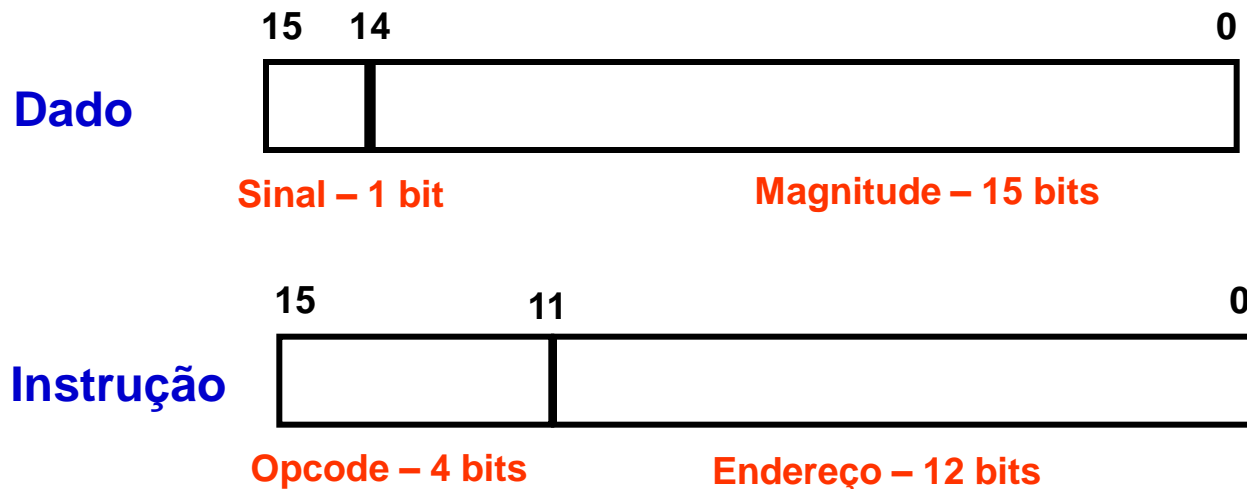 15 14 0
Dado
Sinal – 1 bit Magnitude – 15 bits
15 11 0
Instrução
Opcode – 4 bits Endereço – 12 bits